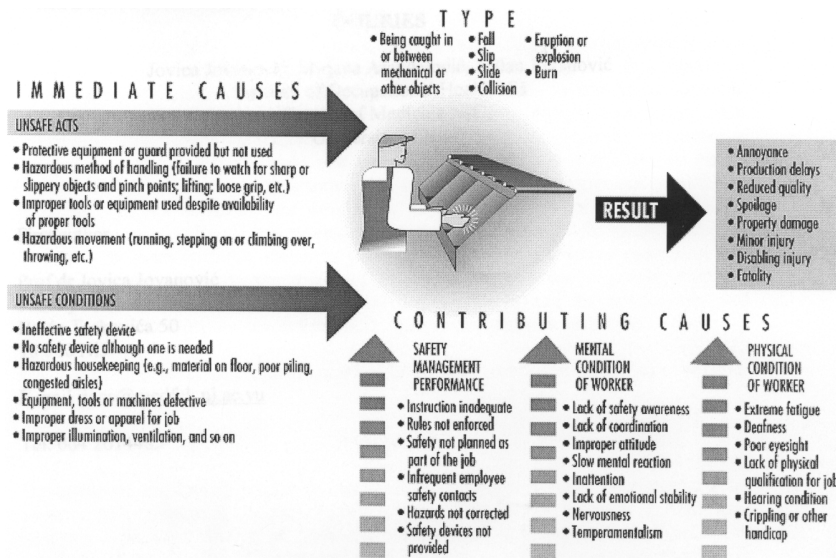 TYPE
• Being caught in
or between
mechanical or
other objects
• Fall
• Slip
• Slide
• Collision
• Eruption or
explosion
• Burn
IMMEDIATE CAUSES
UNSAFE ACTS
• Protective equipment or guard provided but not used
• Hazardous method of handling (failure to watch for sharp or
slippery objects and pinch points; lifting; loose grip, etc.)
• Improper tools or equipment used despite availability
of proper tools
• Hazardous movement (running, stepping on or climbing over,
throwing, etc.)
UNSAFE CONDITIONS
• Ineffective safety device
• No safety device although one is needed
• Hazardous housekeeping (e.g., material on floor, poor piling,
congested aisles)
• Equipment, tools or machines defective
• Improper dress or apparel for job
• Improper illumination, ventilation, and so on
RESULT
• Annoyance
• Production delays
• Reduced quality
• Spoilage
• Property damage
• Minor injury
• Disabling injury
• Fatality
CONTRIBUTING CAUSES
SAFETY
MANAGEMENT
PERFORMANCE
• Instruction inadequate
• Rules not enforced
• Safety not planned as
part of the job
• Infrequent employee
safety contacts
• Hazards not corrected
• Safety devices not
provided
MENTAL
CONDITION
OF WORKER
• Lack of safety awareness
• Lack of coordination
• Improper attitude
• Slow mental reaction
• Inattention
• Lack of emotional stability
• Nervousness
• Temperamentalism
PHYSICAL
CONDITION
OF WORKER
• Extreme fatigue
• Deafness
• Poor eyesight
• Lack of physical
qualification for job
• Hearing condition
• Crippling or other
handicap